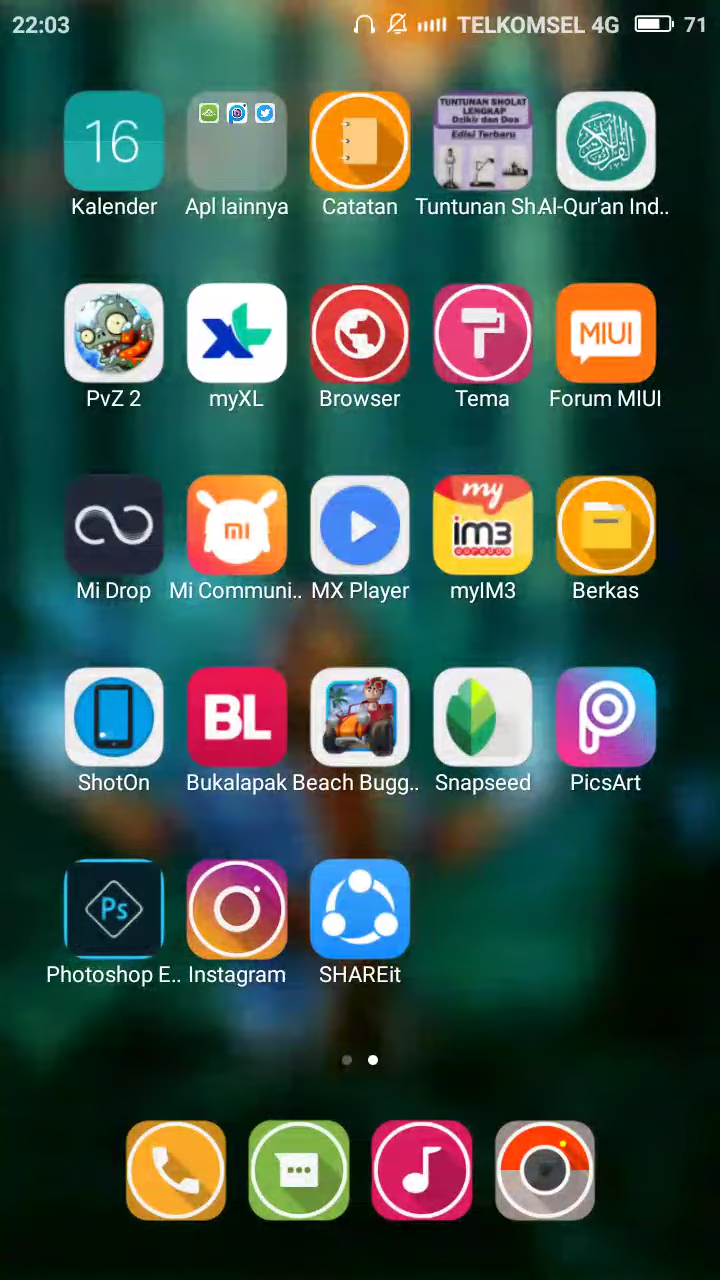 22:03 TELKOMSEL 4G 71
16
TUNTUNAN SHOLAT
LENGKAP
Dzikir dan Doa
Edisi Terbaru
Kalender Apl lainnya Catatan Tuntunan Sh.. Al-Qur'an Ind..
MIUI
PvZ 2 myXL Browser Tema Forum MIUI
my
mi im3
ooredoo
Mi Drop Mi Communi.. MX Player myIM3 Berkas
BL
ShotOn Bukalapak Beach Bugg.. Snapseed PicsArt
Ps
Photoshop E.. Instagram SHAREit